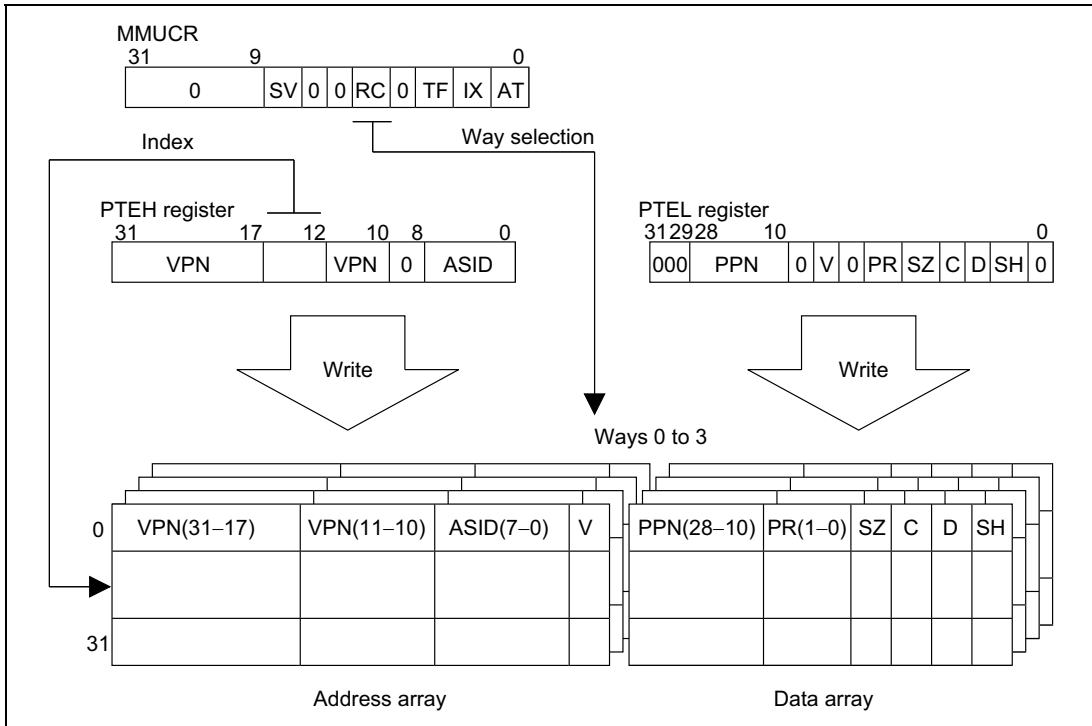 MMUCR
31 9 0
0 SV 0 0 RC 0 TF IX AT
Index
Way selection
PTEH register
31 17 12 10 8 0
VPN VPN 0 ASID
PTEL register
31 29 28 10 0
000 PPN 0 V 0 PR SZ C D SH 0
Write
Write
Ways 0 to 3
0 VPN(31–17) VPN(11–10) ASID(7–0) V
PPN(28–10) PR(1–0) SZ C D SH
31
Address array
Data array